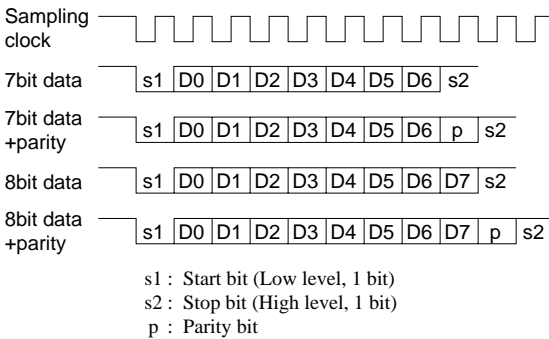 Sampling
clock
7bit data s1 D0 D1 D2 D3 D4 D5 D6 s2
7bit data
+parity s1 D0 D1 D2 D3 D4 D5 D6 p s2
8bit data s1 D0 D1 D2 D3 D4 D5 D6 D7 s2
8bit data
+parity s1 D0 D1 D2 D3 D4 D5 D6 D7 p s2
s1 : Start bit (Low level, 1 bit)
s2 : Stop bit (High level, 1 bit)
p : Parity bit